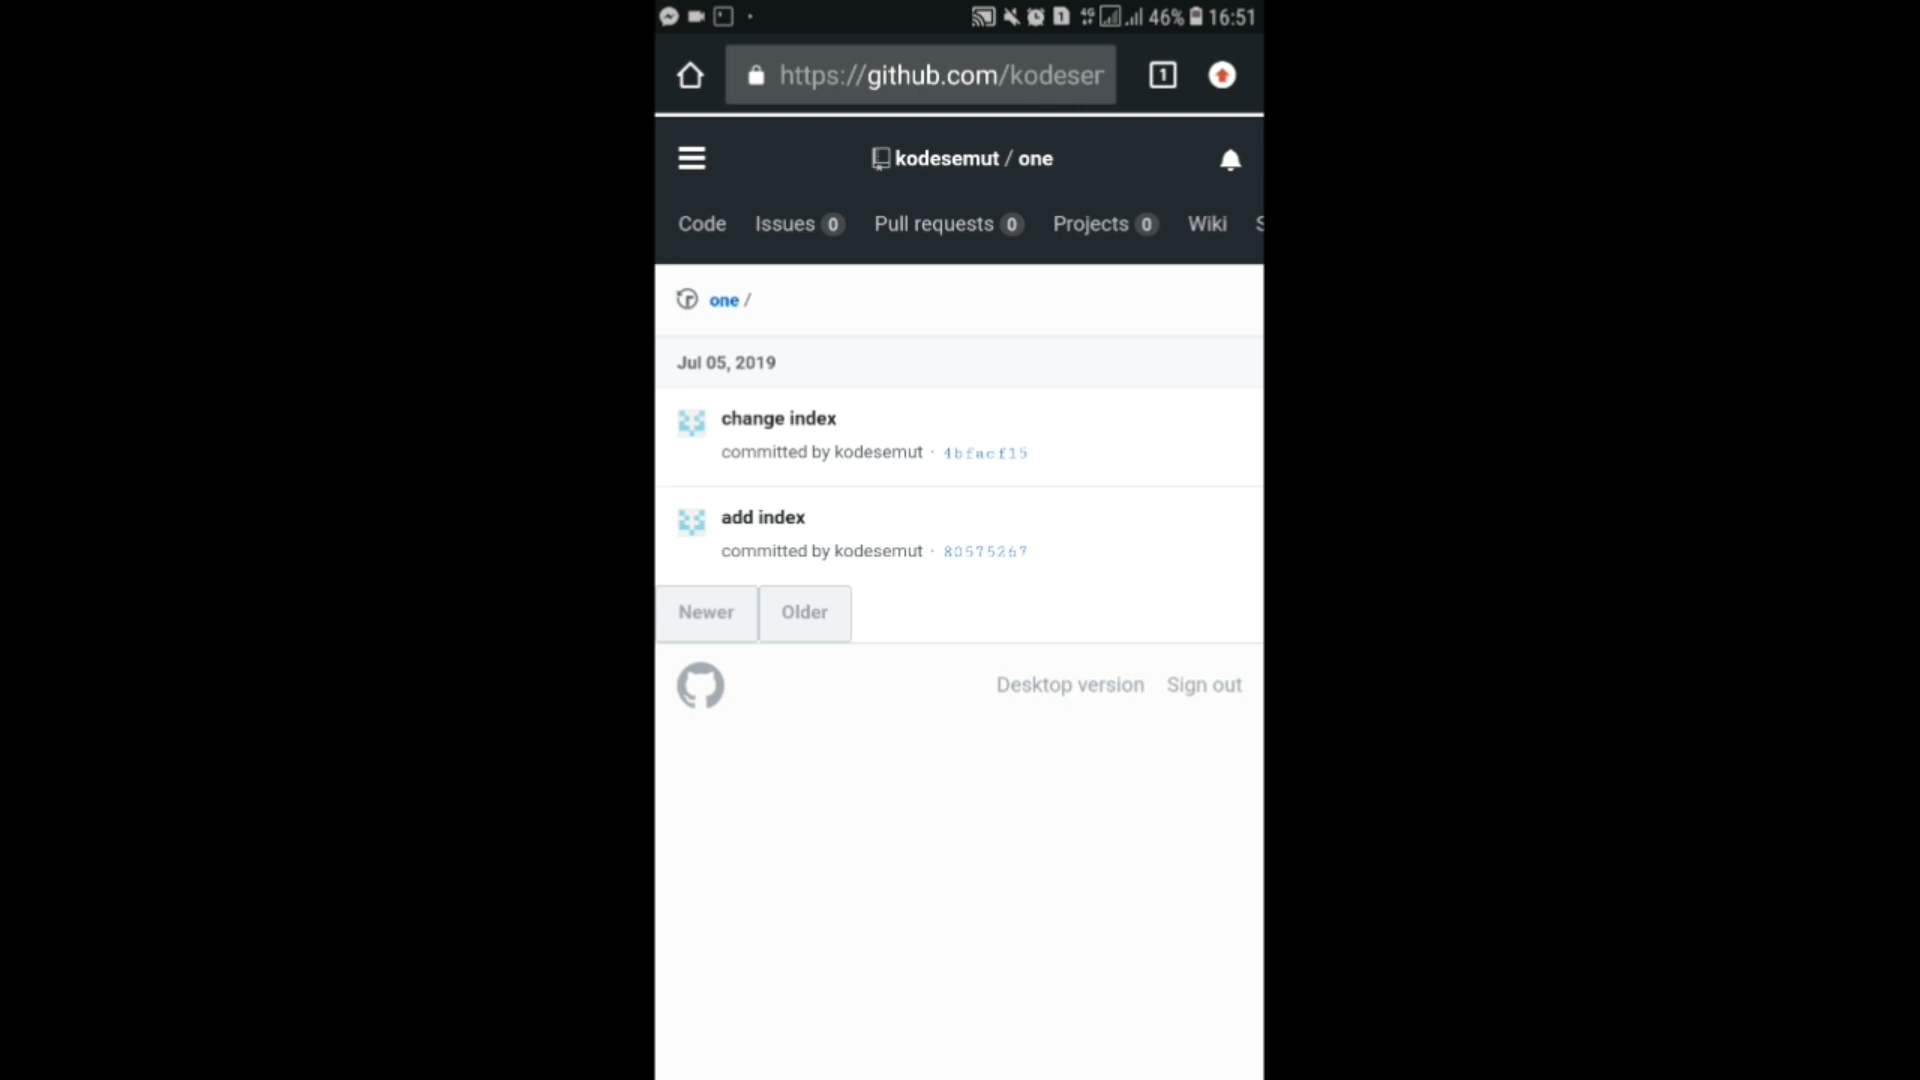 46% 16:51
https://github.com/kodeser
1
kodesemut / one
Code Issues 0 Pull requests 0 Projects 0 Wiki S
one /
Jul 05, 2019
change index
committed by kodesemut · 4bfacf15
add index
committed by kodesemut · 80575267
Newer Older
Desktop version Sign out